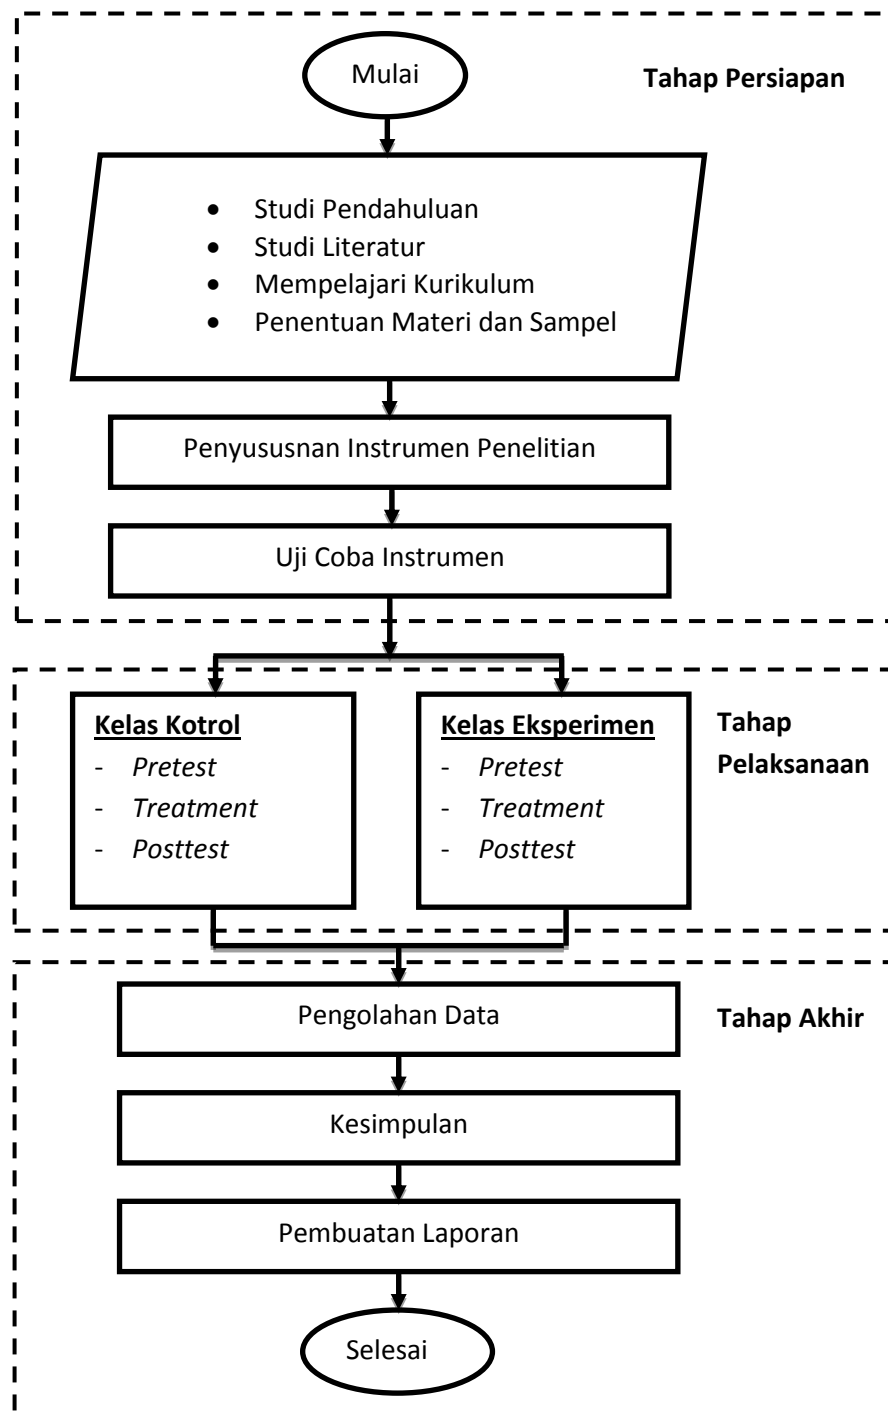 Mulai
Tahap Persiapan
• Studi Pendahuluan
• Studi Literatur
• Mempelajari Kurikulum
• Penentuan Materi dan Sampel
Penyususnan Instrumen Penelitian
Uji Coba Instrumen
Kelas Kotrol
- Pretest
- Treatment
- Posttest
Kelas Eksperimen
- Pretest
- Treatment
- Posttest
Tahap
Pelaksanaan
Pengolahan Data
Tahap Akhir
Kesimpulan
Pembuatan Laporan
Selesai